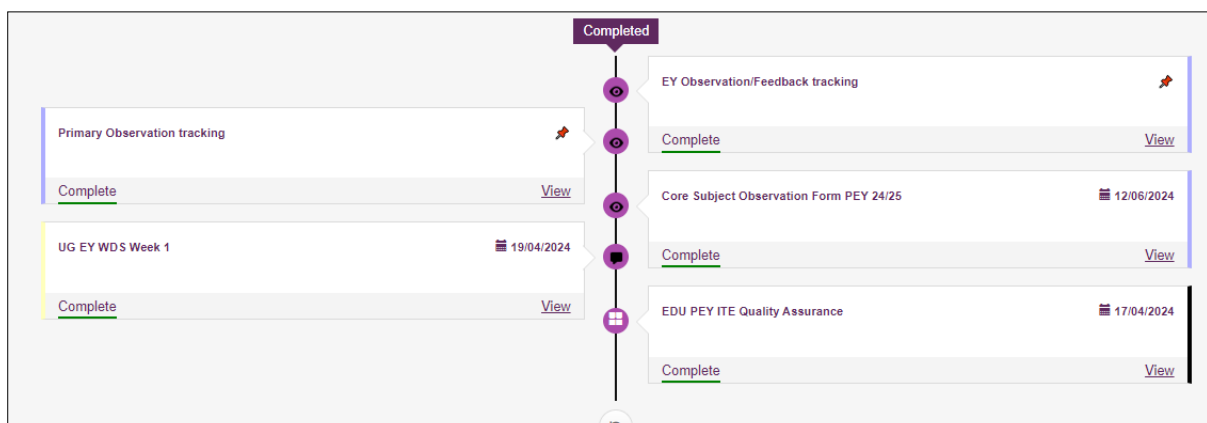 Completed
EY Observation/Feedback tracking
Complete View
Primary Observation tracking
Complete View
Core Subject Observation Form PEY 24/25 12/06/2024
Complete View
UG EY WDS Week 1 19/04/2024
Complete View
EDU PEY ITE Quality Assurance 17/04/2024
Complete View